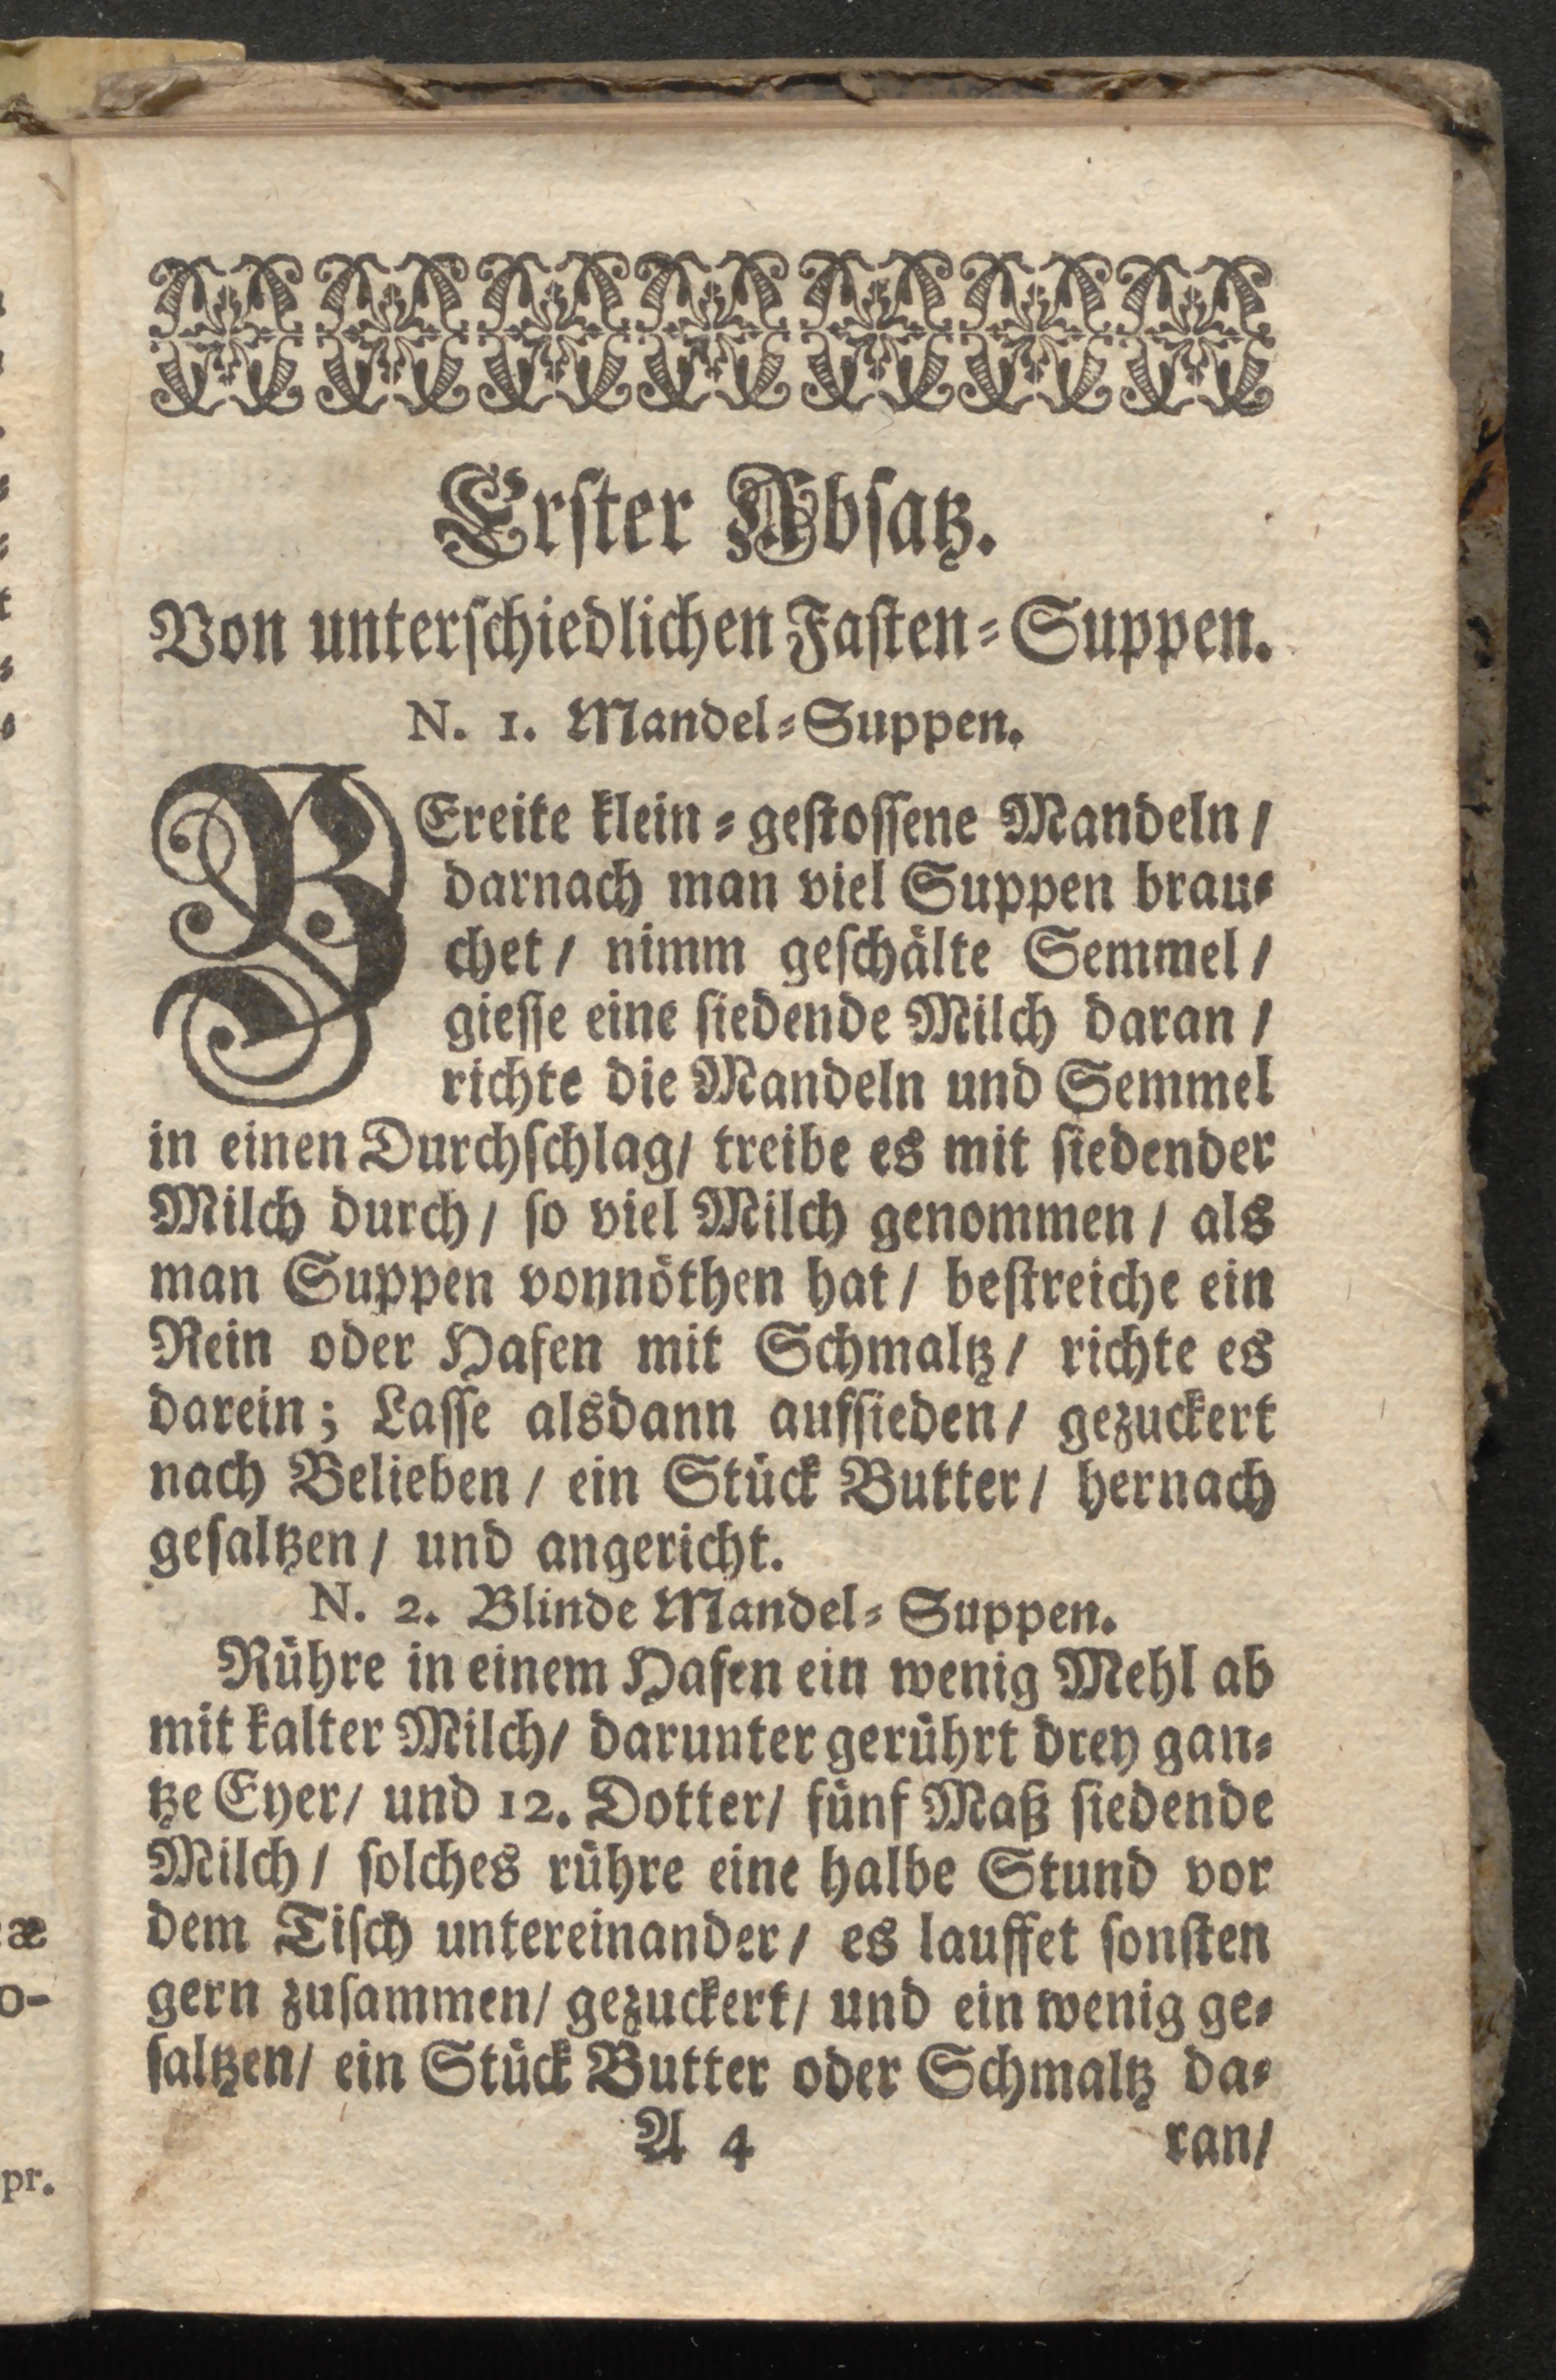 Erster Absatz.
Von unterschiedlichen Fasten-Suppen.
N. 1. Mandel-Suppen.
BEreite klein-gestossene Mandeln /
darnach man viel Suppen brau-
chet / nimm geschälte Semmel /
giesse eine siedende Milch daran /
richte die Mandeln und Semmel
in einen Durchschlag / treibe es mit siedender
Milch durch / so viel Milch genommen / als
man Suppen vonnöthen hat / bestreiche ein
Rein oder Hafen mit Schmaltz / richte es
darein; Lasse alsdann aufsieden / gezuckert
nach Belieben / ein Stück Butter / hernach
gesaltzen / und angericht.
N. 2. Blinde Mandel-Suppen.
Rühre in einem Hafen ein wenig Mehl ab
mit kalter Milch / darunter gerührt drey gan-
tze Eyer / und 12. Dotter / fünf Maß siedende
Milch / solches rühre eine halbe Stund vor
dem Tisch untereinander / es lauffet sonsten
gern zusammen / gezuckert / und ein wenig ge-
saltzen / ein Stück Butter oder Schmaltz da-
A 4 ran /
æ
o-
pr.